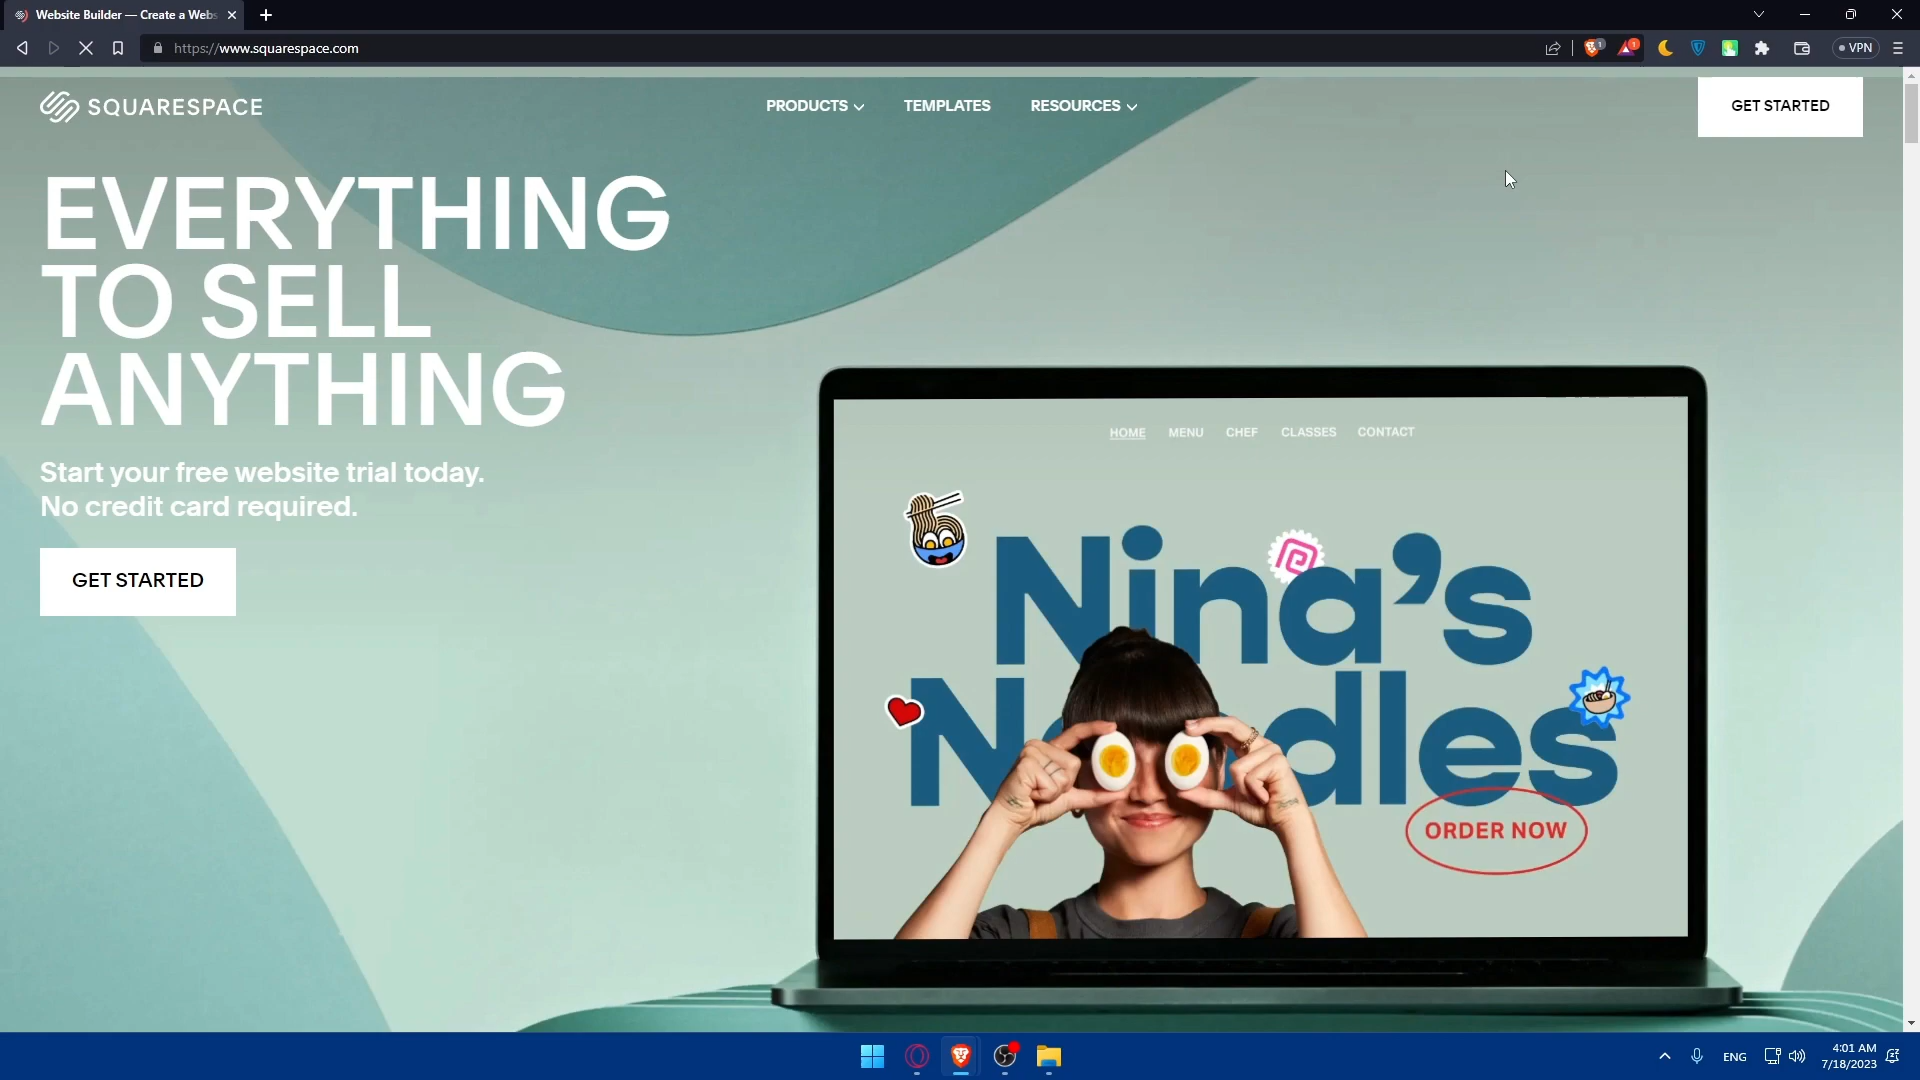 Website Builder — Create a Webs
https://www.squarespace.com
1
1
VPN
SQUARESPACE
PRODUCTS
TEMPLATES
RESOURCES
GET STARTED
EVERYTHING
TO SELL
ANYTHING
Start your free website trial today.
No credit card required.
GET STARTED
HOME
MENU
CHEF
CLASSES
CONTACT
Nina's
Noodles
ORDER NOW
ENG
4:01 AM
7/18/2023